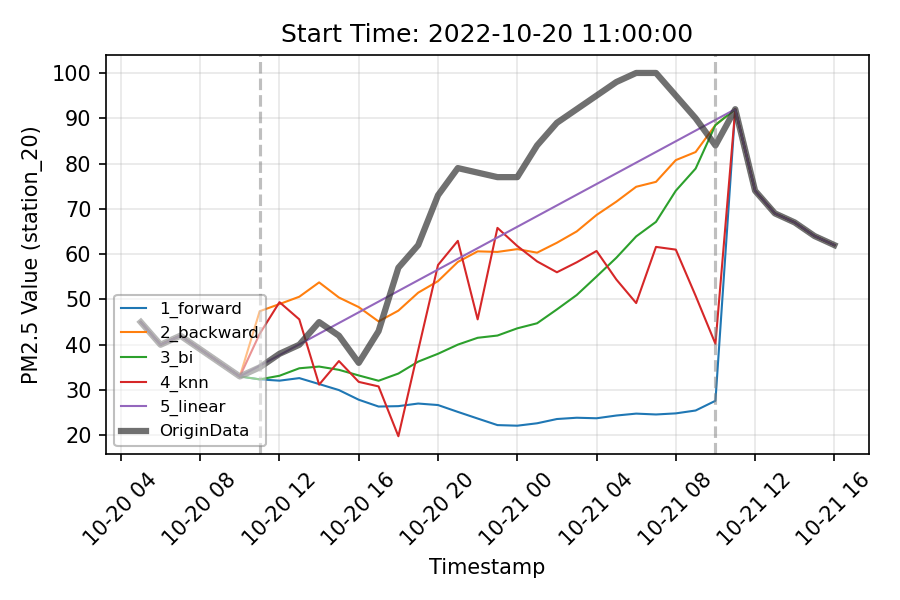 Start Time: 2022-10-20 11:00:00
PM2.5 Value (station_20)
100
90
80
70
60
50
40
30
20
1_forward
2_backward
3_bi
4_knn
5_linear
OriginData
10-20 04
10-20 08
10-20 12
10-20 16
10-20 20
10-21 00
10-21 04
10-21 08
10-21 12
10-21 16
Timestamp